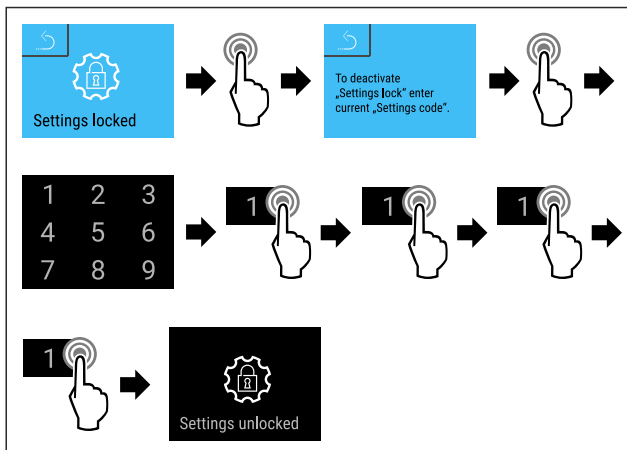 Settings locked
To deactivate
„Settings lock" enter
current „Settings code".
1 2 3
4 5 6
7 8 9
1
1
1
1
Settings unlocked